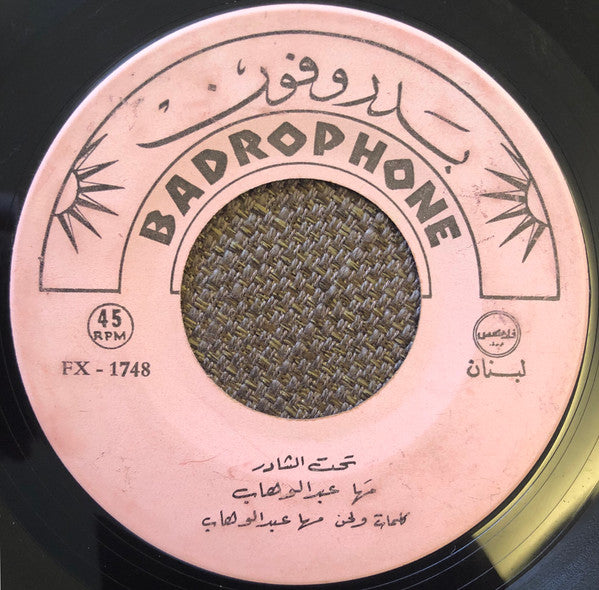 بدروفون
BADROPHONE
45
RPM
FX - 1748
لبنان
تحت الشادر
مها عبدالوهاب
كلمات ولحن مها عبدالوهاب